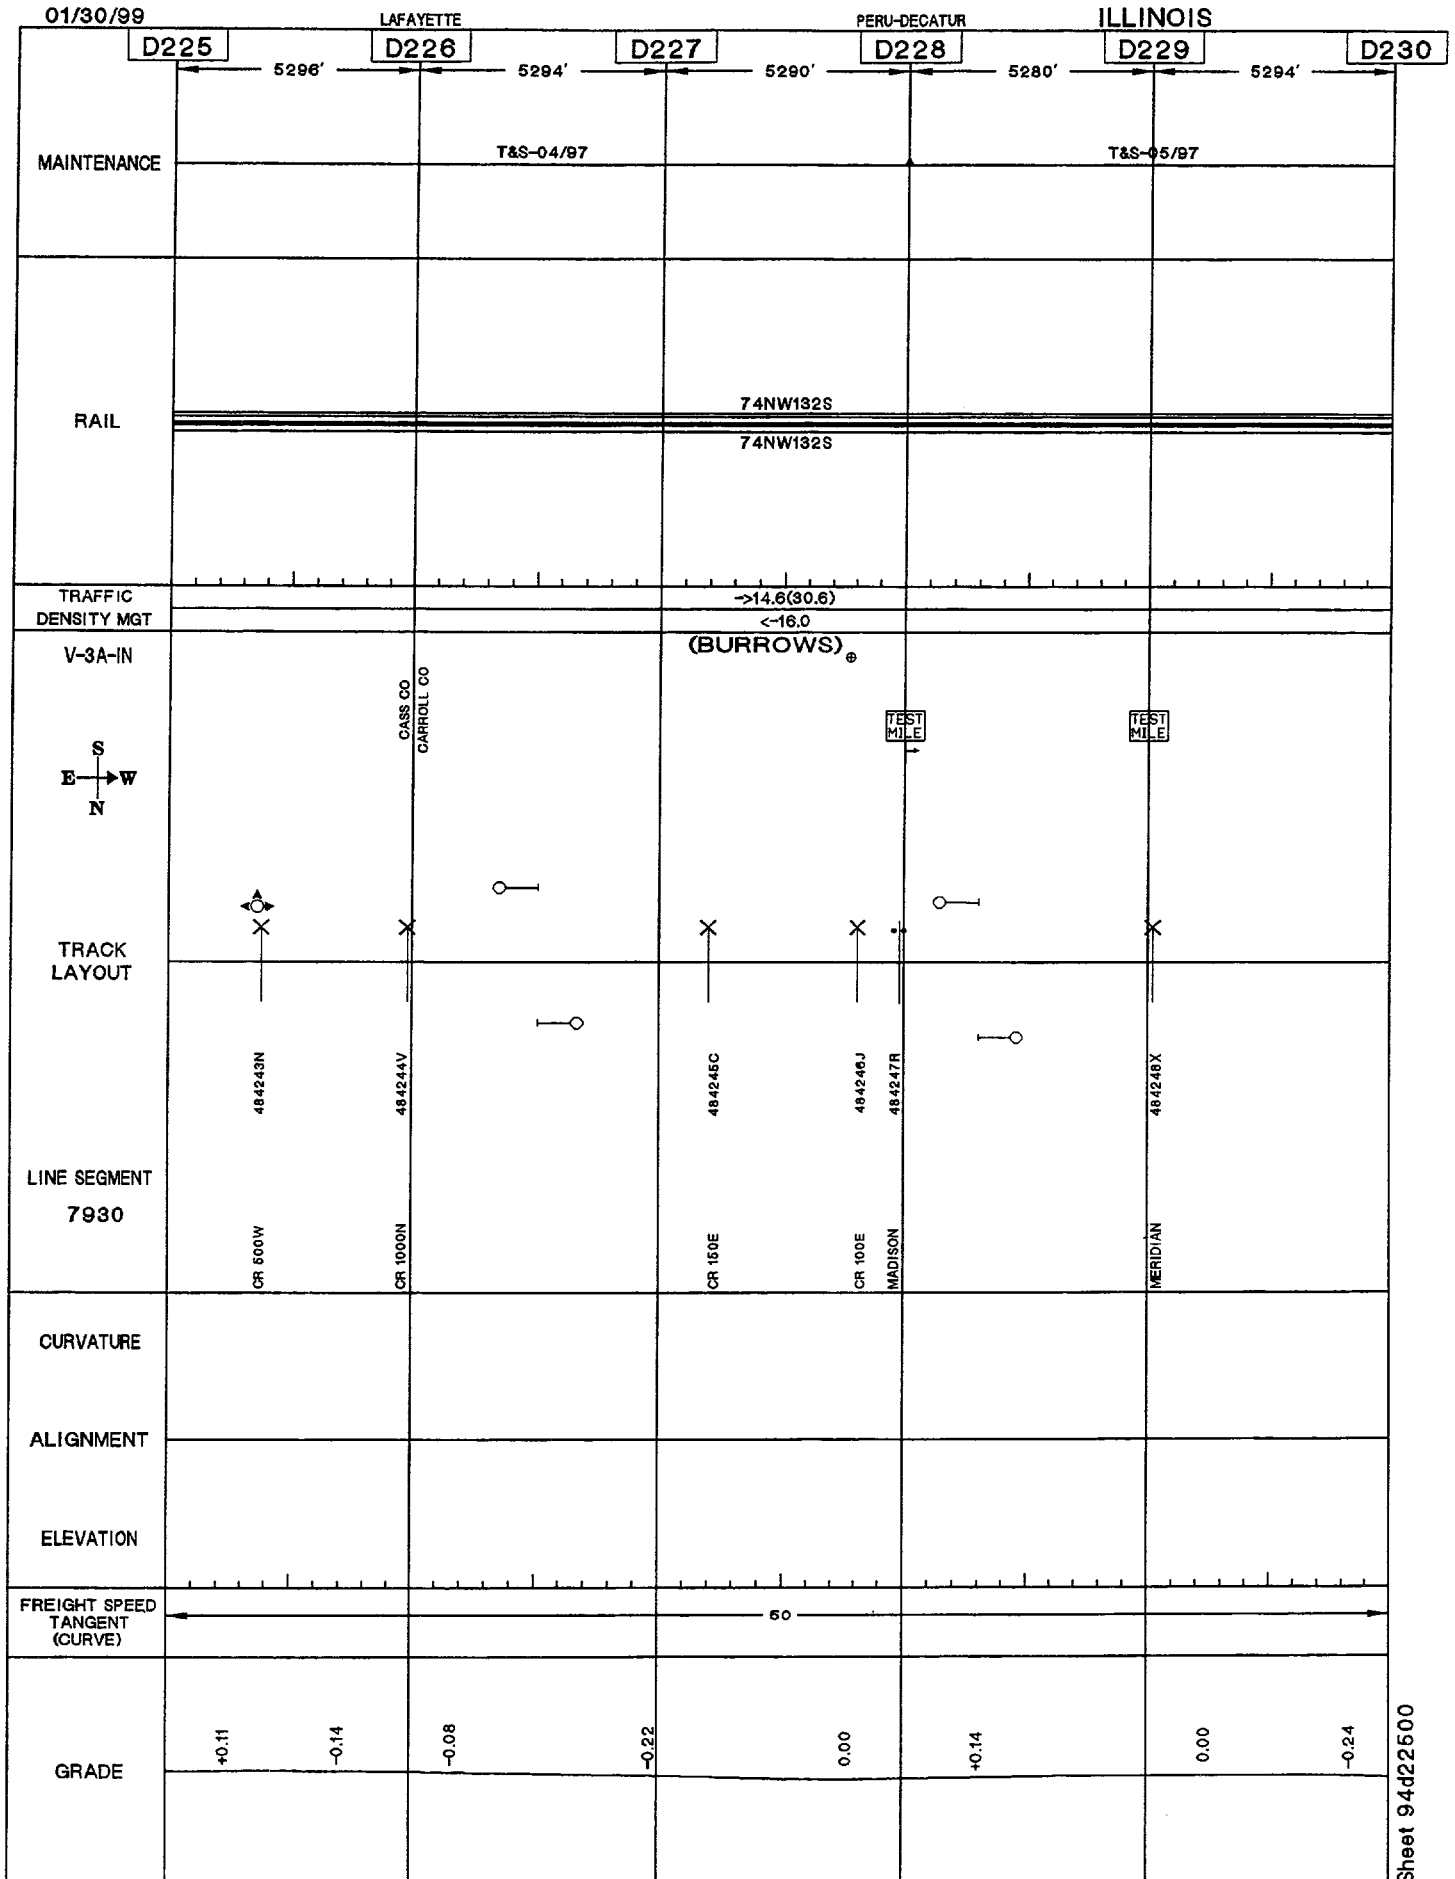 01/30/99 LAFAYETTE PERU-DECATUR ILLINOIS
D225 D226 D227 D228 D229 D230
5296' 5294' 5290' 5280' 5294'
MAINTENANCE T&S-04/97 T&S-05/97
RAIL
74NW132S
74NW132S
TRAFFIC
DENSITY MGT
->14.6(30.6)
<-16.0
V-3A-IN
(BURROWS)
CASS CO
CARROLL CO
TEST
MILE
TEST
MILE
S
E W
N
TRACK
LAYOUT
484243N
484244V
484245C
484246J
484247R
484248X
LINE SEGMENT
7930
CR 600W
CR 1000N
CR 150E
CR 100E
MADISON
MERIDIAN
CURVATURE
ALIGNMENT
ELEVATION
FREIGHT SPEED
TANGENT
(CURVE)
60
GRADE
+0.11
-0.14
-0.08
-0.22
0.00
+0.14
0.00
-0.24
Sheet 94d22500